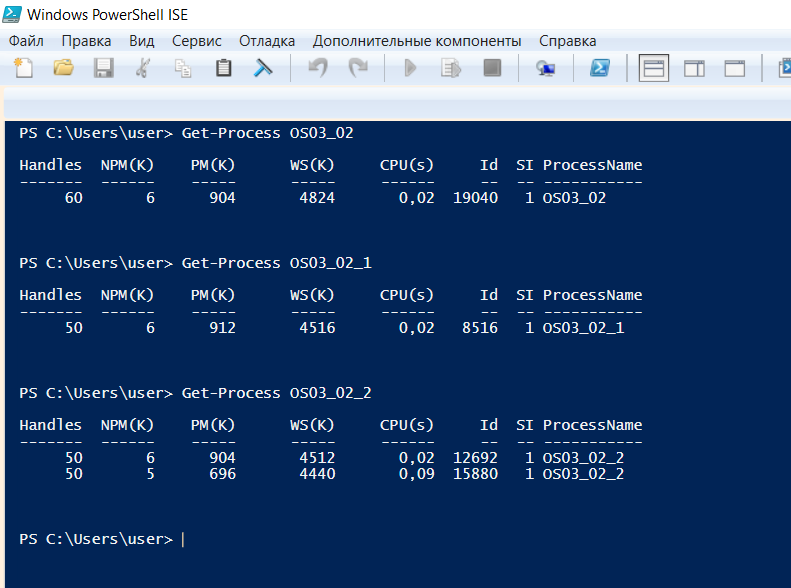 Windows PowerShell ISE
Файл Правка Вид Сервис Отладка Дополнительные компоненты Справка
PS C:\Users\user> Get-Process OS03_02
Handles  NPM(K)    PM(K)      WS(K)     CPU(s)     Id  SI ProcessName
-------  ------    -----      -----     ------     --  -- -----------
     60       6      904       4824       0,02  19040   1 OS03_02
PS C:\Users\user> Get-Process OS03_02_1
Handles  NPM(K)    PM(K)      WS(K)     CPU(s)     Id  SI ProcessName
-------  ------    -----      -----     ------     --  -- -----------
     50       6      912       4516       0,02   8516   1 OS03_02_1
PS C:\Users\user> Get-Process OS03_02_2
Handles  NPM(K)    PM(K)      WS(K)     CPU(s)     Id  SI ProcessName
-------  ------    -----      -----     ------     --  -- -----------
     50       6      904       4512       0,02  12692   1 OS03_02_2
     50       5      696       4440       0,09  15880   1 OS03_02_2
PS C:\Users\user>